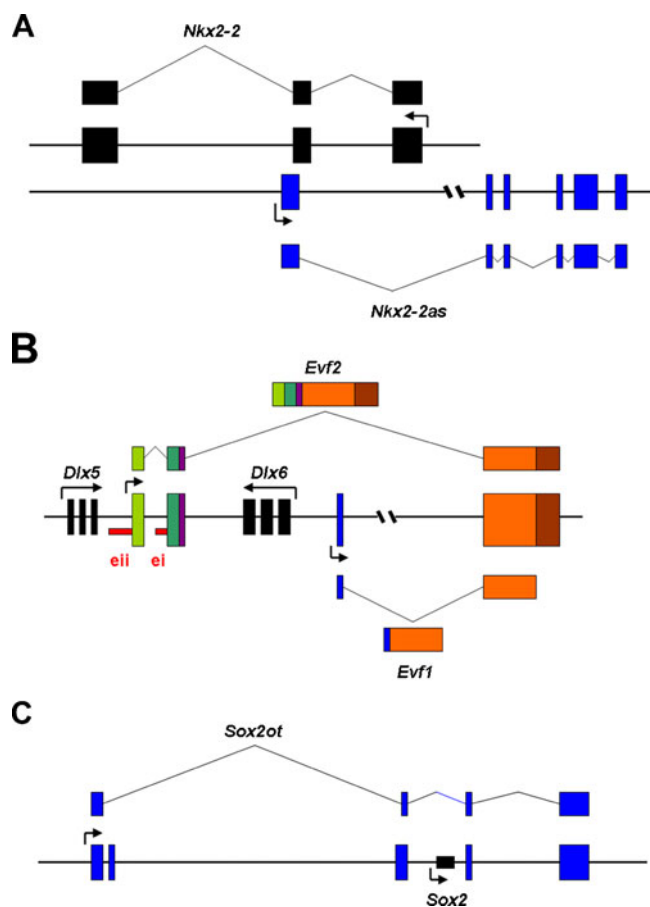 A
Nkx2-2
Nkx2-2as
B
Evf2
Dlx5
Dlx6
eii
ei
Evf1
C
Sox2ot
Sox2